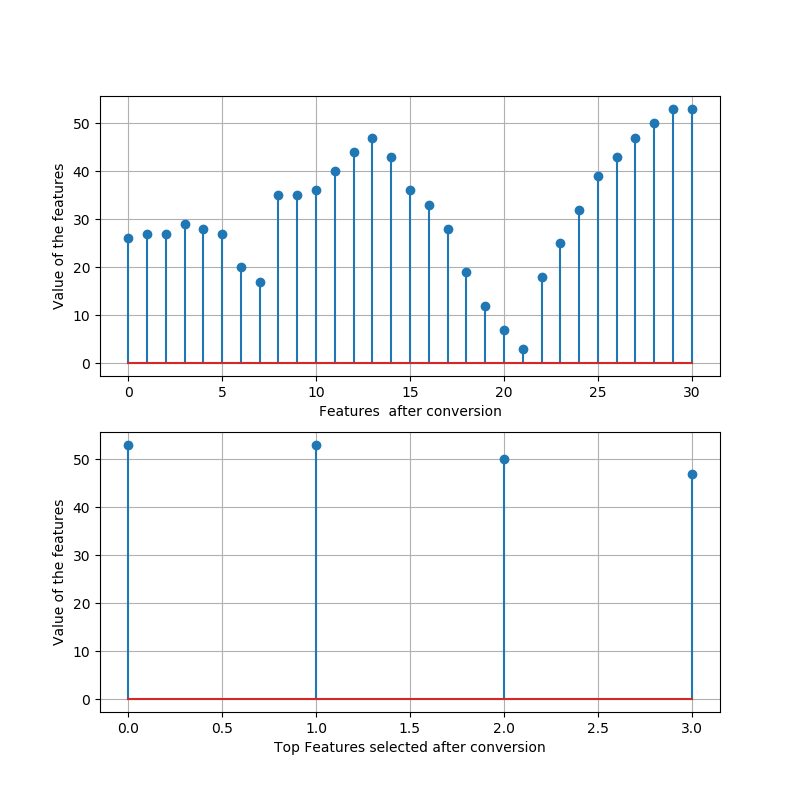 50
40
30
20
10
0
Value of the features
0 5 10 15 20 25 30
Features  after conversion
50
40
30
20
10
0
Value of the features
0.0 0.5 1.0 1.5 2.0 2.5 3.0
Top Features selected after conversion